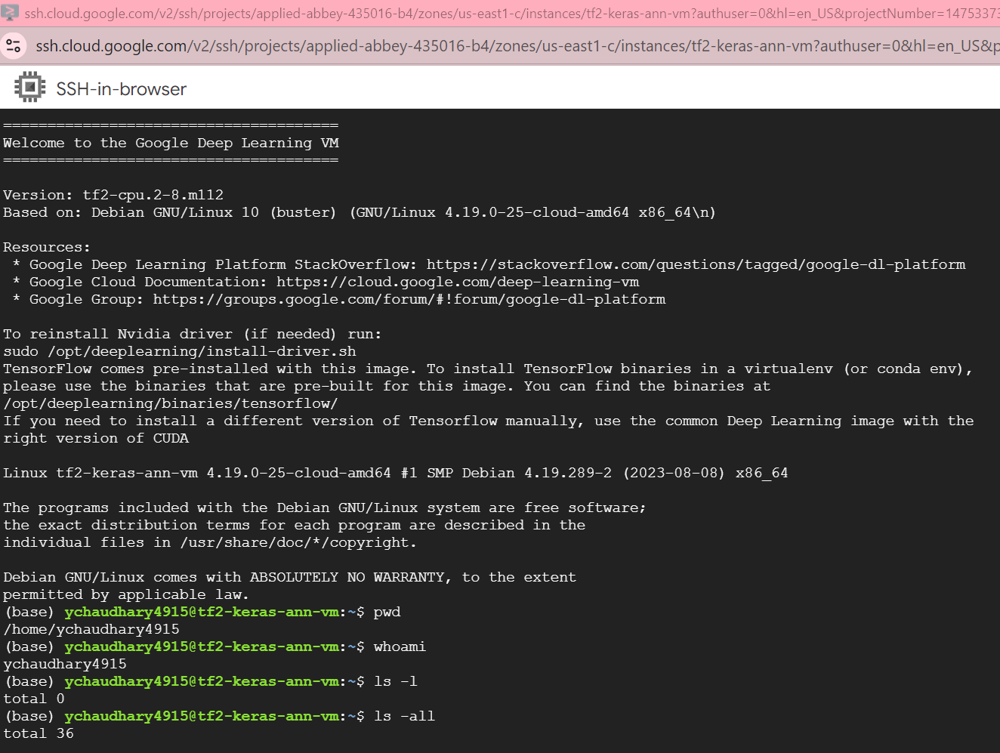 ssh.cloud.google.com/v2/ssh/projects/applied-abbey-435016-b4/zones/us-east1-c/instances/tf2-keras-ann-vm?authuser=0&hl=en_US&projectNumber=1475337
ssh.cloud.google.com/v2/ssh/projects/applied-abbey-435016-b4/zones/us-east1-c/instances/tf2-keras-ann-vm?authuser=0&hl=en_US&p
SSH-in-browser
======================================
Welcome to the Google Deep Learning VM
======================================
Version: tf2-cpu.2-8.m112
Based on: Debian GNU/Linux 10 (buster) (GNU/Linux 4.19.0-25-cloud-amd64 x86_64\n)
Resources:
* Google Deep Learning Platform StackOverflow: https://stackoverflow.com/questions/tagged/google-dl-platform
* Google Cloud Documentation: https://cloud.google.com/deep-learning-vm
* Google Group: https://groups.google.com/forum/#!forum/google-dl-platform
To reinstall Nvidia driver (if needed) run:
sudo /opt/deeplearning/install-driver.sh
TensorFlow comes pre-installed with this image. To install TensorFlow binaries in a virtualenv (or conda env),
please use the binaries that are pre-built for this image. You can find the binaries at
/opt/deeplearning/binaries/tensorflow/
If you need to install a different version of Tensorflow manually, use the common Deep Learning image with the
right version of CUDA
Linux tf2-keras-ann-vm 4.19.0-25-cloud-amd64 #1 SMP Debian 4.19.289-2 (2023-08-08) x86_64
The programs included with the Debian GNU/Linux system are free software;
the exact distribution terms for each program are described in the
individual files in /usr/share/doc/*/copyright.
Debian GNU/Linux comes with ABSOLUTELY NO WARRANTY, to the extent
permitted by applicable law.
(base) ychaudhary4915@tf2-keras-ann-vm:~$ pwd
/home/ychaudhary4915
(base) ychaudhary4915@tf2-keras-ann-vm:~$ whoami
ychaudhary4915
(base) ychaudhary4915@tf2-keras-ann-vm:~$ ls -l
total 0
(base) ychaudhary4915@tf2-keras-ann-vm:~$ ls -all
total 36